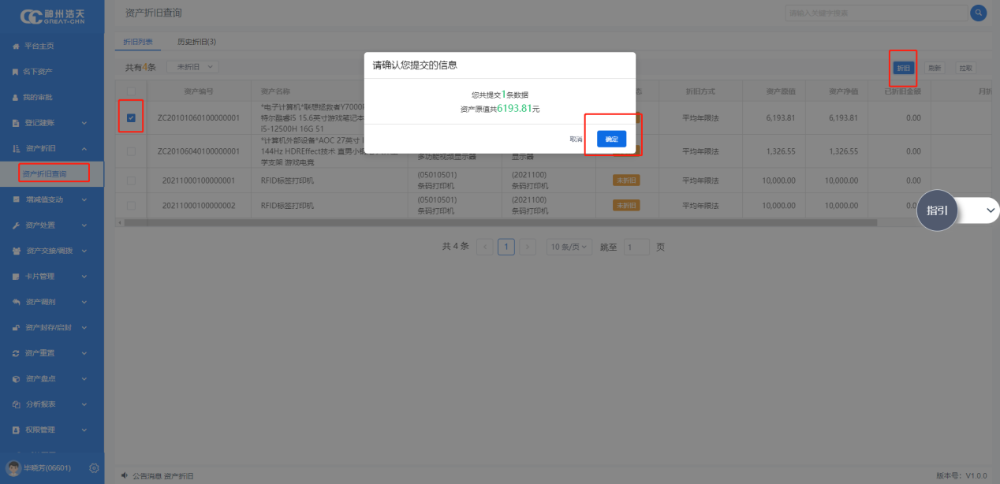 神州浩天
GREAT-CHN
平台主页
名下资产
我的审批
登记建账
资产折旧
资产折旧查询
增减值变动
资产处置
资产交接/调拨
卡片管理
资产调剂
资产封存/启封
资产重置
资产盘点
分析报表
权限管理
毕晓芳(06601)
资产折旧查询
请输入关键字搜索
折旧列表 历史折旧(3)
共有4条 未折旧
折旧 刷新 拉取
资产编号 资产名称 态 折旧方式 资产原值 资产净值 已折旧金额 月折
ZC20101060100000001
*电子计算机*联想拯救者Y7000P
特尔酷睿i5 15.6英寸游戏笔记本
i5-12500H 16G 51
平均年限法 6,193.81 6,193.81 0.00
ZC20106040100000001
*计算机外部设备*AOC 27英寸
144Hz HDREffect技术 直男小
学支架 游戏电竞
多功能视频显示器
显示器
平均年限法 1,326.55 1,326.55 0.00
20211000100000001 RFID标签打印机
(05010501)
条码打印机
(2021100)
条码打印机
未折旧 平均年限法 10,000.00 10,000.00 0.00
20211000100000002 RFID标签打印机
(05010501)
条码打印机
(2021100)
条码打印机
未折旧 平均年限法 10,000.00 10,000.00 0.0
请确认您提交的信息
您共提交1条数据
资产原值共6193.81元
取消 确定
指引
共 4 条 1 10 条/页 跳至 1 页
公告消息 资产折旧
版本号：V1.0.0